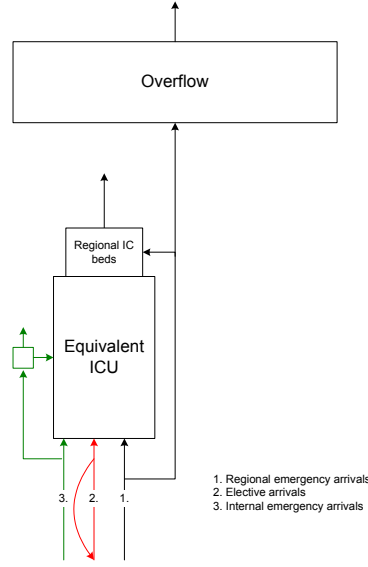 Overflow
Regional IC
beds
Equivalent
ICU
3.
2.
1.
1. Regional emergency arrivals
2. Elective arrivals
3. Internal emergency arrivals